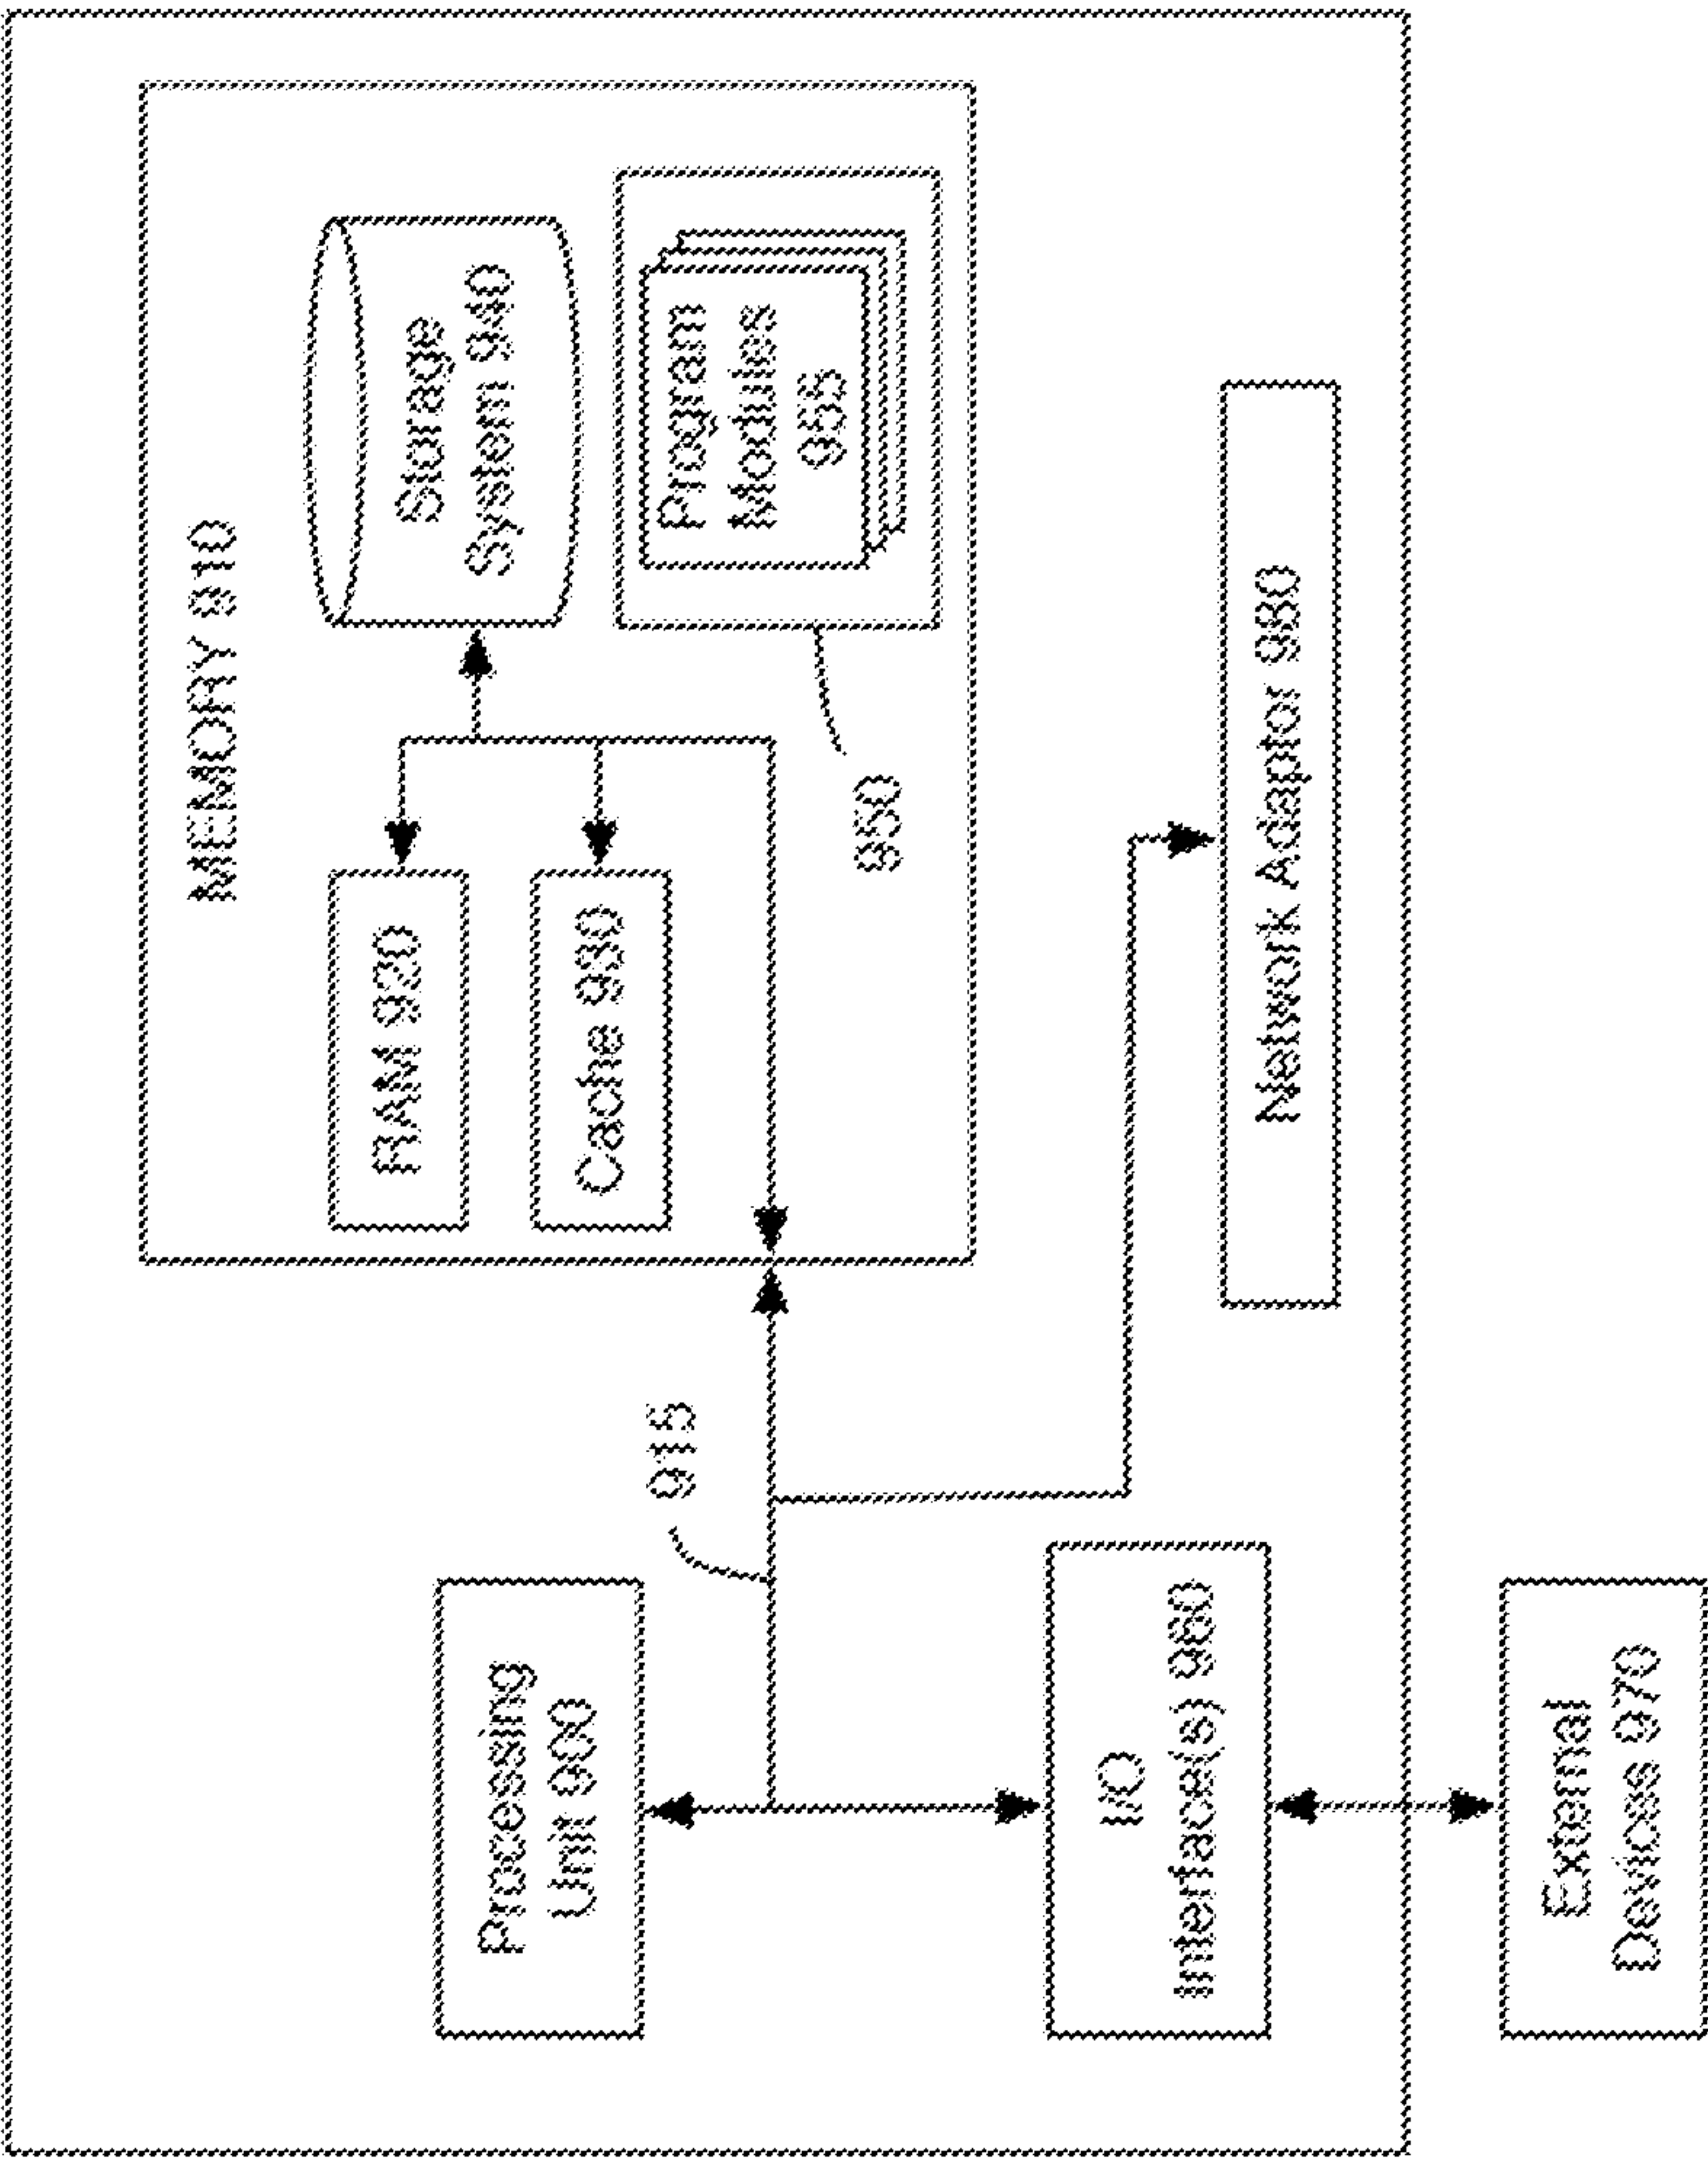 MEMORY 910
RAM 920
Cache 930
Storage
System 940
Program
Modules
955
950
915
Processing
Unit 900
I/O
Interface(s) 960
Network Adaptor 980
External
Devices 970